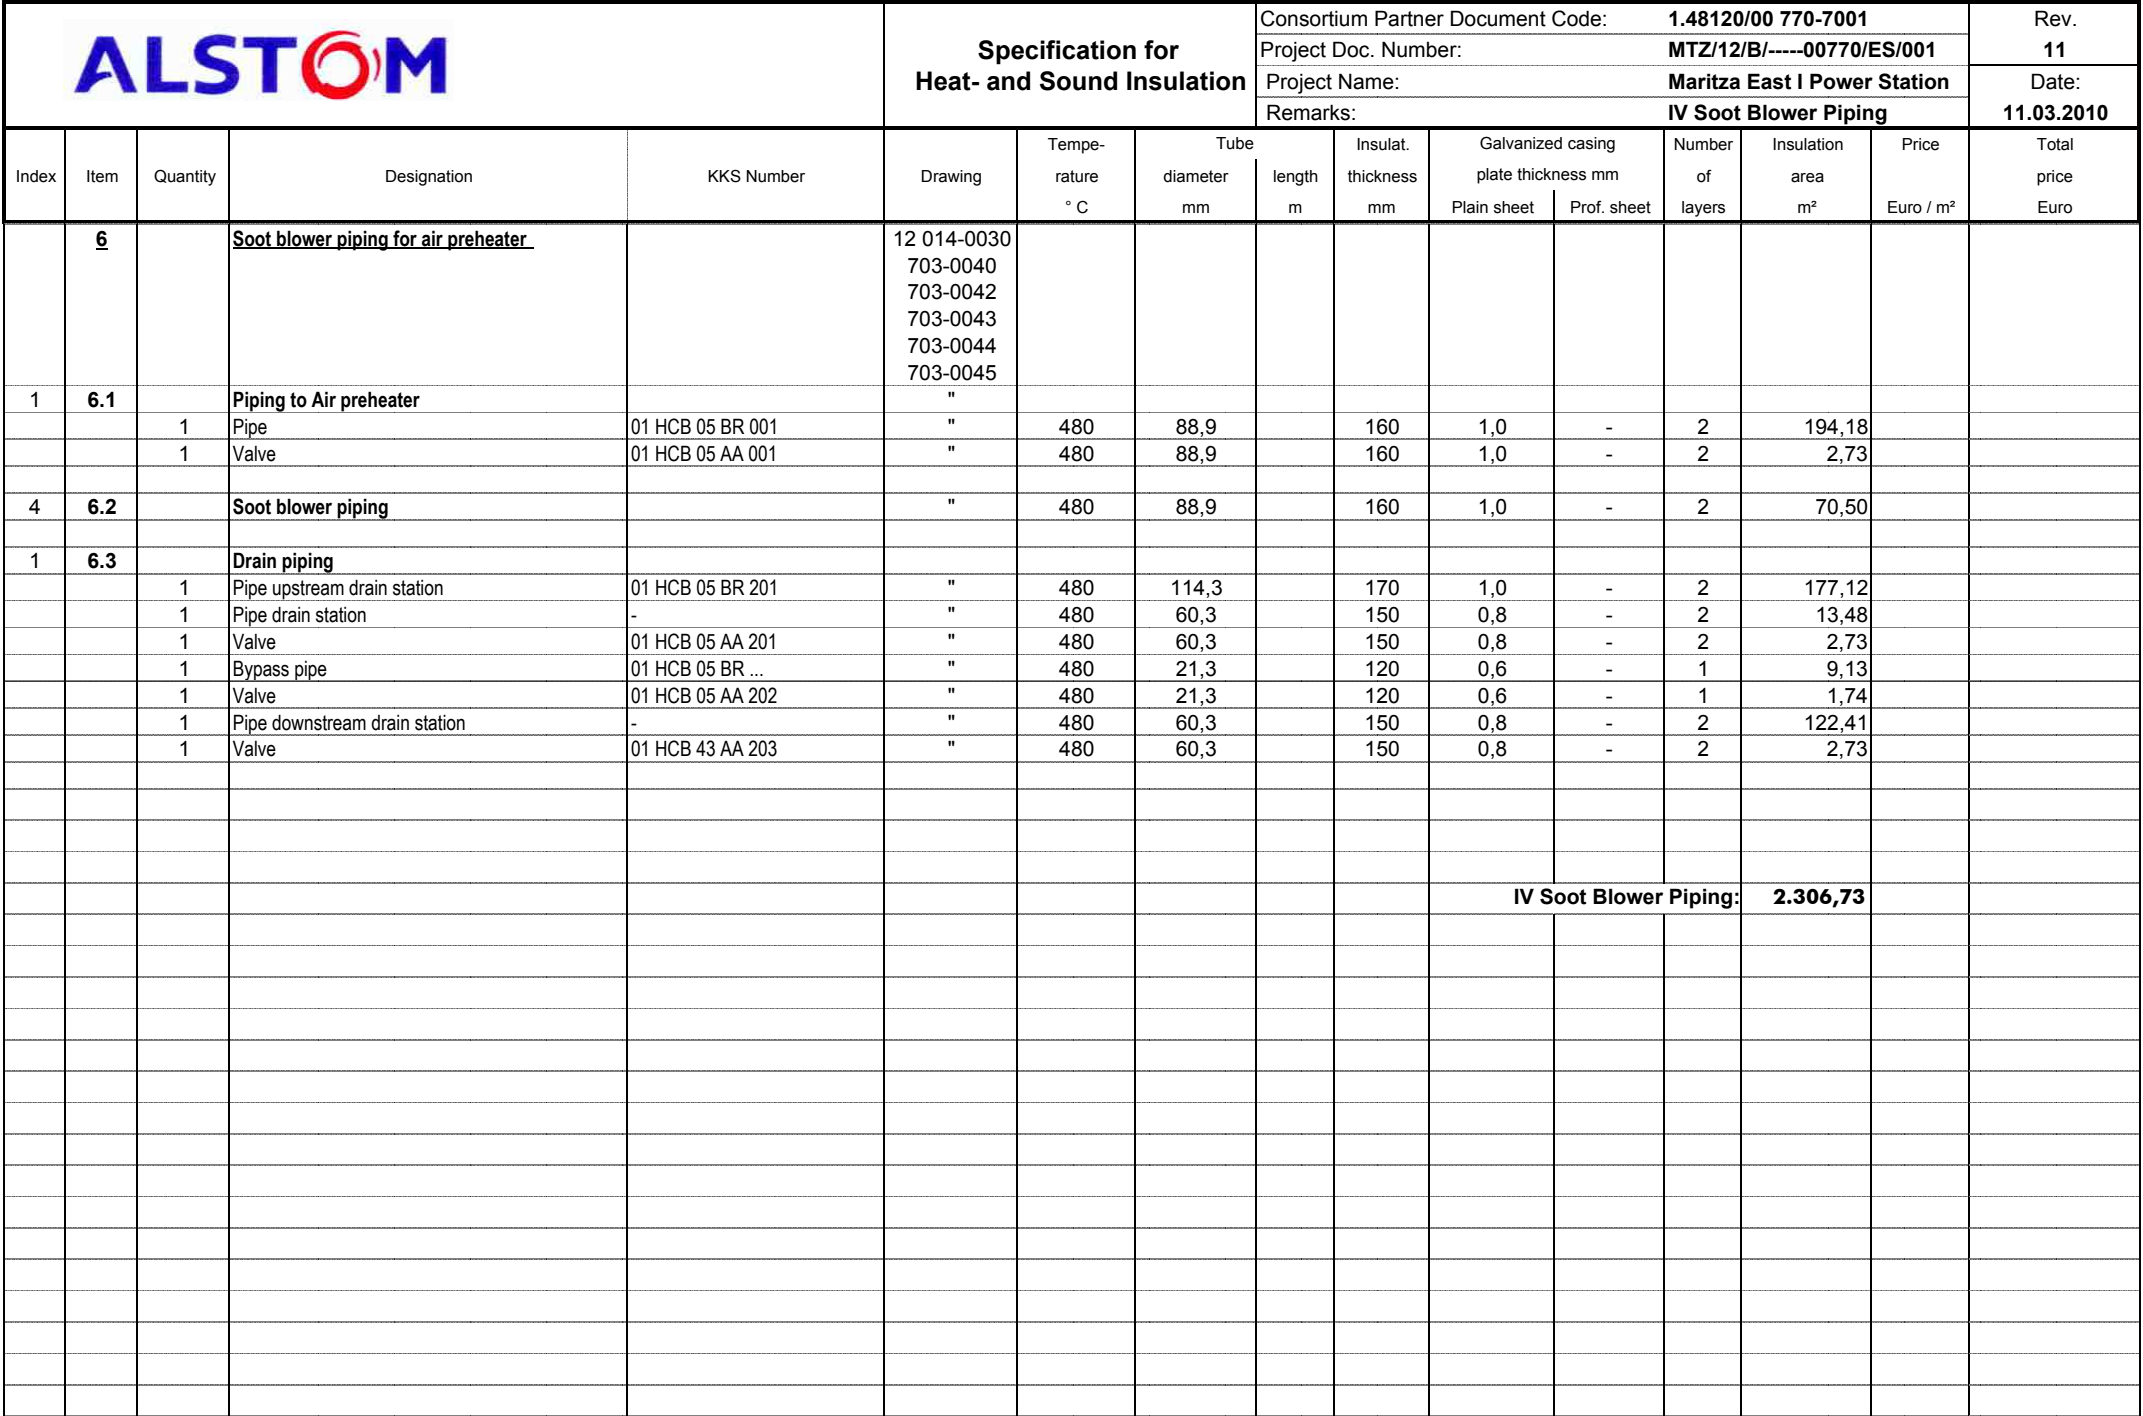 ALSTOM
Specification for
Heat- and Sound Insulation
Consortium Partner Document Code: 1.48120/00 770-7001
Project Doc. Number: MTZ/12/B/-----00770/ES/001
Project Name: Maritza East I Power Station
Remarks: IV Soot Blower Piping
Rev.
11
Date:
11.03.2010
Index Item Quantity Designation KKS Number Drawing Tempe- rature ° C Tube diameter mm length m Insulat. thickness mm Galvanized casing plate thickness mm Plain sheet Prof. sheet Number of layers Insulation area m² Price Euro / m² Total price Euro
6 Soot blower piping for air preheater 12 014-0030
703-0040
703-0042
703-0043
703-0044
703-0045
1 6.1 Piping to Air preheater "
1 Pipe 01 HCB 05 BR 001 " 480 88,9 160 1,0 - 2 194,18
1 Valve 01 HCB 05 AA 001 " 480 88,9 160 1,0 - 2 2,73
4 6.2 Soot blower piping " 480 88,9 160 1,0 - 2 70,50
1 6.3 Drain piping
1 Pipe upstream drain station 01 HCB 05 BR 201 " 480 114,3 170 1,0 - 2 177,12
1 Pipe drain station - " 480 60,3 150 0,8 - 2 13,48
1 Valve 01 HCB 05 AA 201 " 480 60,3 150 0,8 - 2 2,73
1 Bypass pipe 01 HCB 05 BR ... " 480 21,3 120 0,6 - 1 9,13
1 Valve 01 HCB 05 AA 202 " 480 21,3 120 0,6 - 1 1,74
1 Pipe downstream drain station - " 480 60,3 150 0,8 - 2 122,41
1 Valve 01 HCB 43 AA 203 " 480 60,3 150 0,8 - 2 2,73
IV Soot Blower Piping: 2.306,73